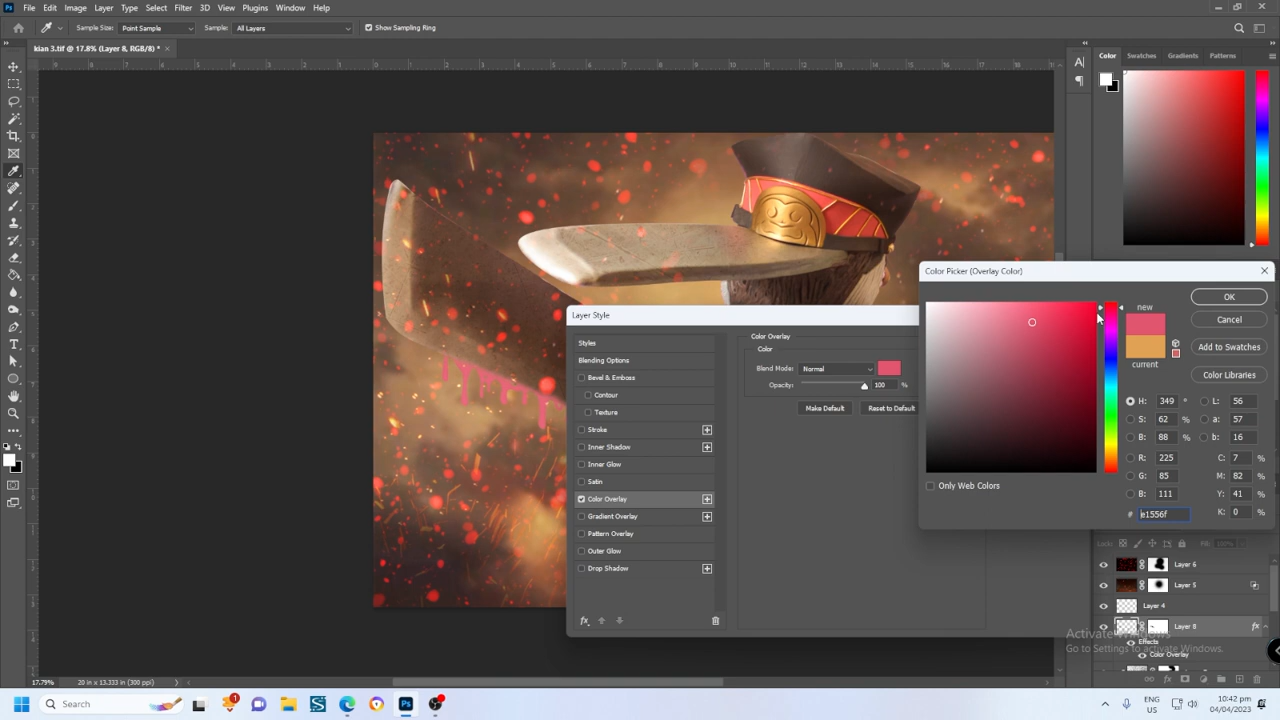 Ps File Edit Image Layer Type Select Filter 3D View Plugins Window Help
Sample Size: Point Sample Sample: All Layers Show Sampling Ring
kian 3.tif @ 17.8% (Layer 8, RGB/8) * ×
Color Swatches Gradients Patterns
Layer Style
Styles
Blending Options
Bevel & Emboss
Contour
Texture
Stroke
Inner Shadow
Inner Glow
Satin
Color Overlay
Gradient Overlay
Pattern Overlay
Outer Glow
Drop Shadow
fx
Color Overlay
Color
Blend Mode: Normal
Opacity: 100 %
Make Default Reset to Default
Color Picker (Overlay Color)
new
current
OK
Cancel
Add to Swatches
Color Libraries
H: 349 ° L: 56
S: 62 % a: 57
B: 88 % b: 16
R: 225 C: 7 %
G: 85 M: 82 %
B: 111 Y: 41 %
# e1556f K: 0 %
Only Web Colors
Lock: Fill: 100%
Layer 6
Layer 5
Layer 4
Layer 8 fx
Effects
Color Overlay
Activate Windows
Go to Settings to activate Windows.
17.79% 20 in x 13.333 in (300 ppi)
Search
ENG
US
10:42 pm
04/04/2023